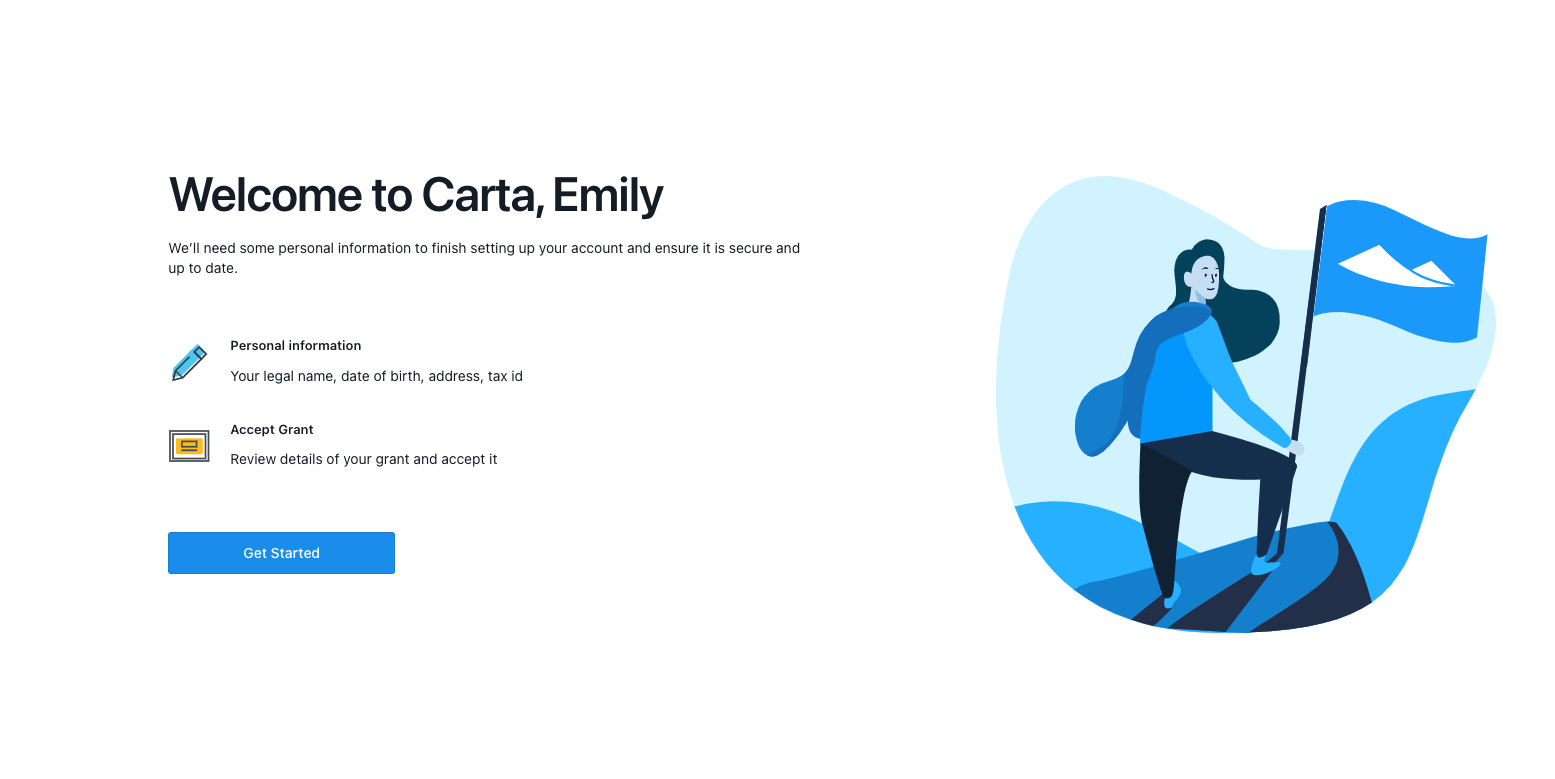 Welcome to Carta, Emily
We’ll need some personal information to finish setting up your account and ensure it is secure and
up to date.
Personal information
Your legal name, date of birth, address, tax id
Accept Grant
Review details of your grant and accept it
Get Started